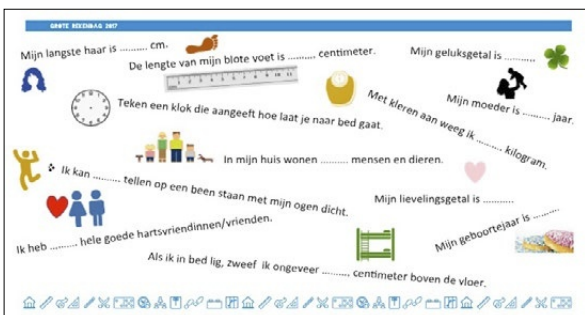 GROTE REKENDAG 2017
Mijn langste haar is ......... cm.
De lengte van mijn blote voet is ......... centimeter.
Mijn geluksgetal is ..........
Teken een klok die aangeeft hoe laat je naar bed gaat.
Met kleren aan weeg ik ........ kilogram.
Mijn moeder is ......... jaar.
In mijn huis wonen ......... mensen en dieren.
Ik kan ........ tellen op een been staan met mijn ogen dicht.
Mijn lievelingsgetal is ..........
Ik heb ......... hele goede hartsvriendinnen/vrienden.
Mijn geboortejaar is .........
Als ik in bed lig, zweef ik ongeveer ......... centimeter boven de vloer.